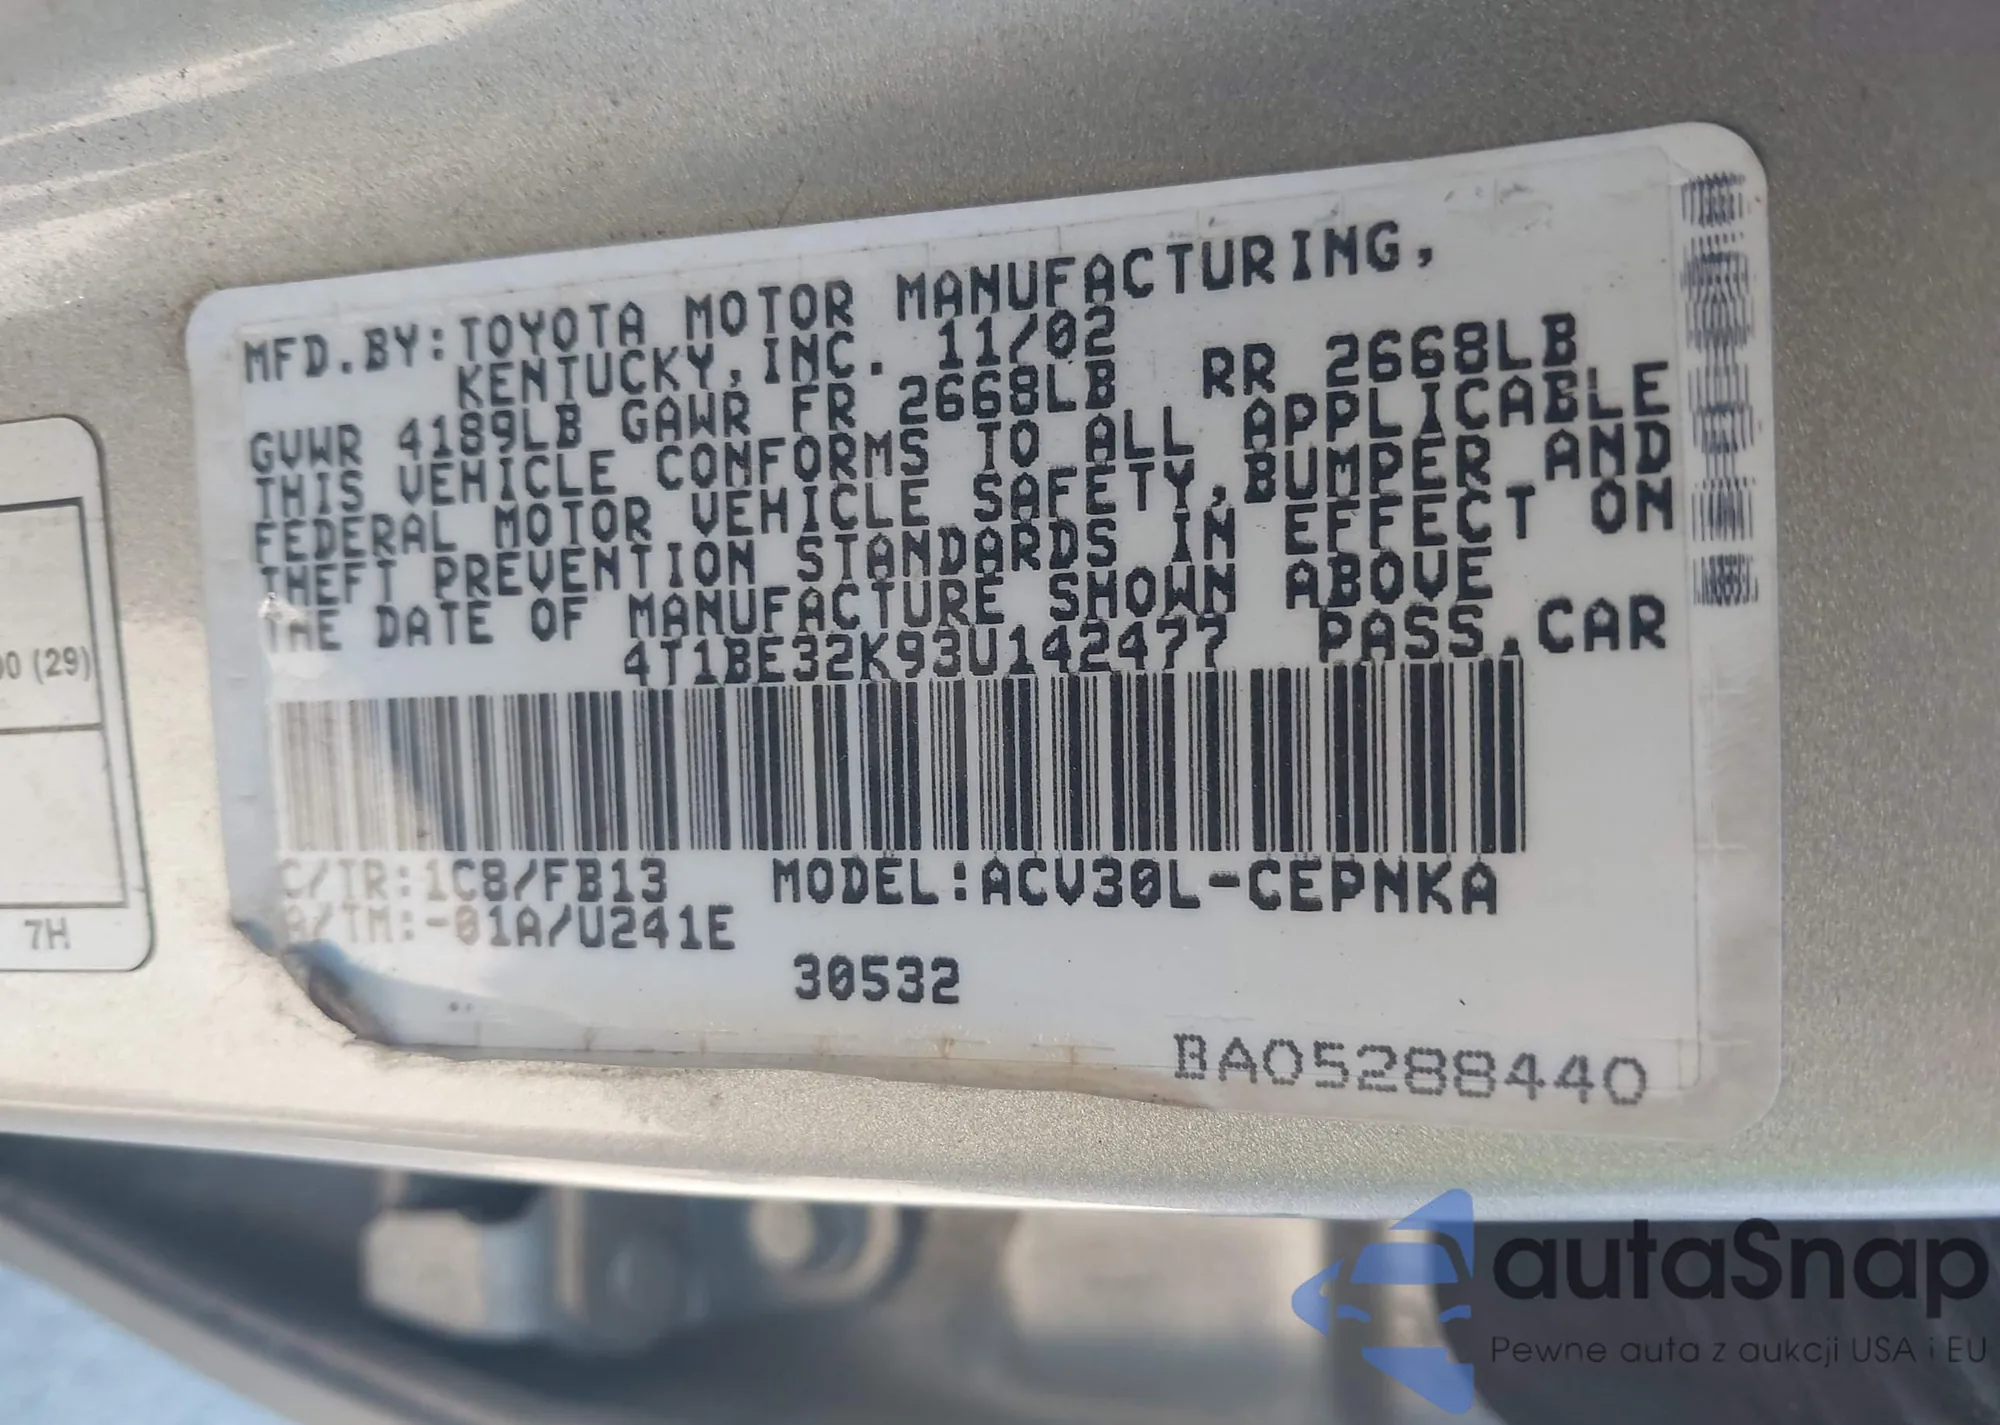 MFD.BY:TOYOTA MOTOR MANUFACTURING,
KENTUCKY,INC. 11/02
GVWR 4189LB GAWR FR 2668LB RR 2668LB
THIS VEHICLE CONFORMS TO ALL APPLICABLE
FEDERAL MOTOR VEHICLE SAFETY,BUMPER AND
THEFT PREVENTION STANDARDS IN EFFECT ON
THE DATE OF MANUFACTURE SHOWN ABOVE
4T1BE32K93U142477 PASS.CAR
C/TR:1C8/FB13 MODEL:ACV30L-CEPNKA
A/TM:-01A/U241E
30532
BA05288440
(29)
7H
autaSnap
Pewne auta z aukcji USA i EU